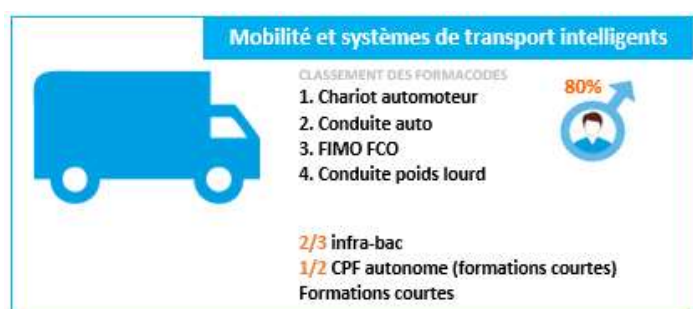 Mobilité et systèmes de transport intelligents
CLASSEMENT DES FORMACODES
1. Chariot automoteur
80%
2. Conduite auto
3. FIMO FCO
4. Conduite poids lourd
2/3 infra-bac
1/2 CPF autonome (formations courtes)
Formations courtes